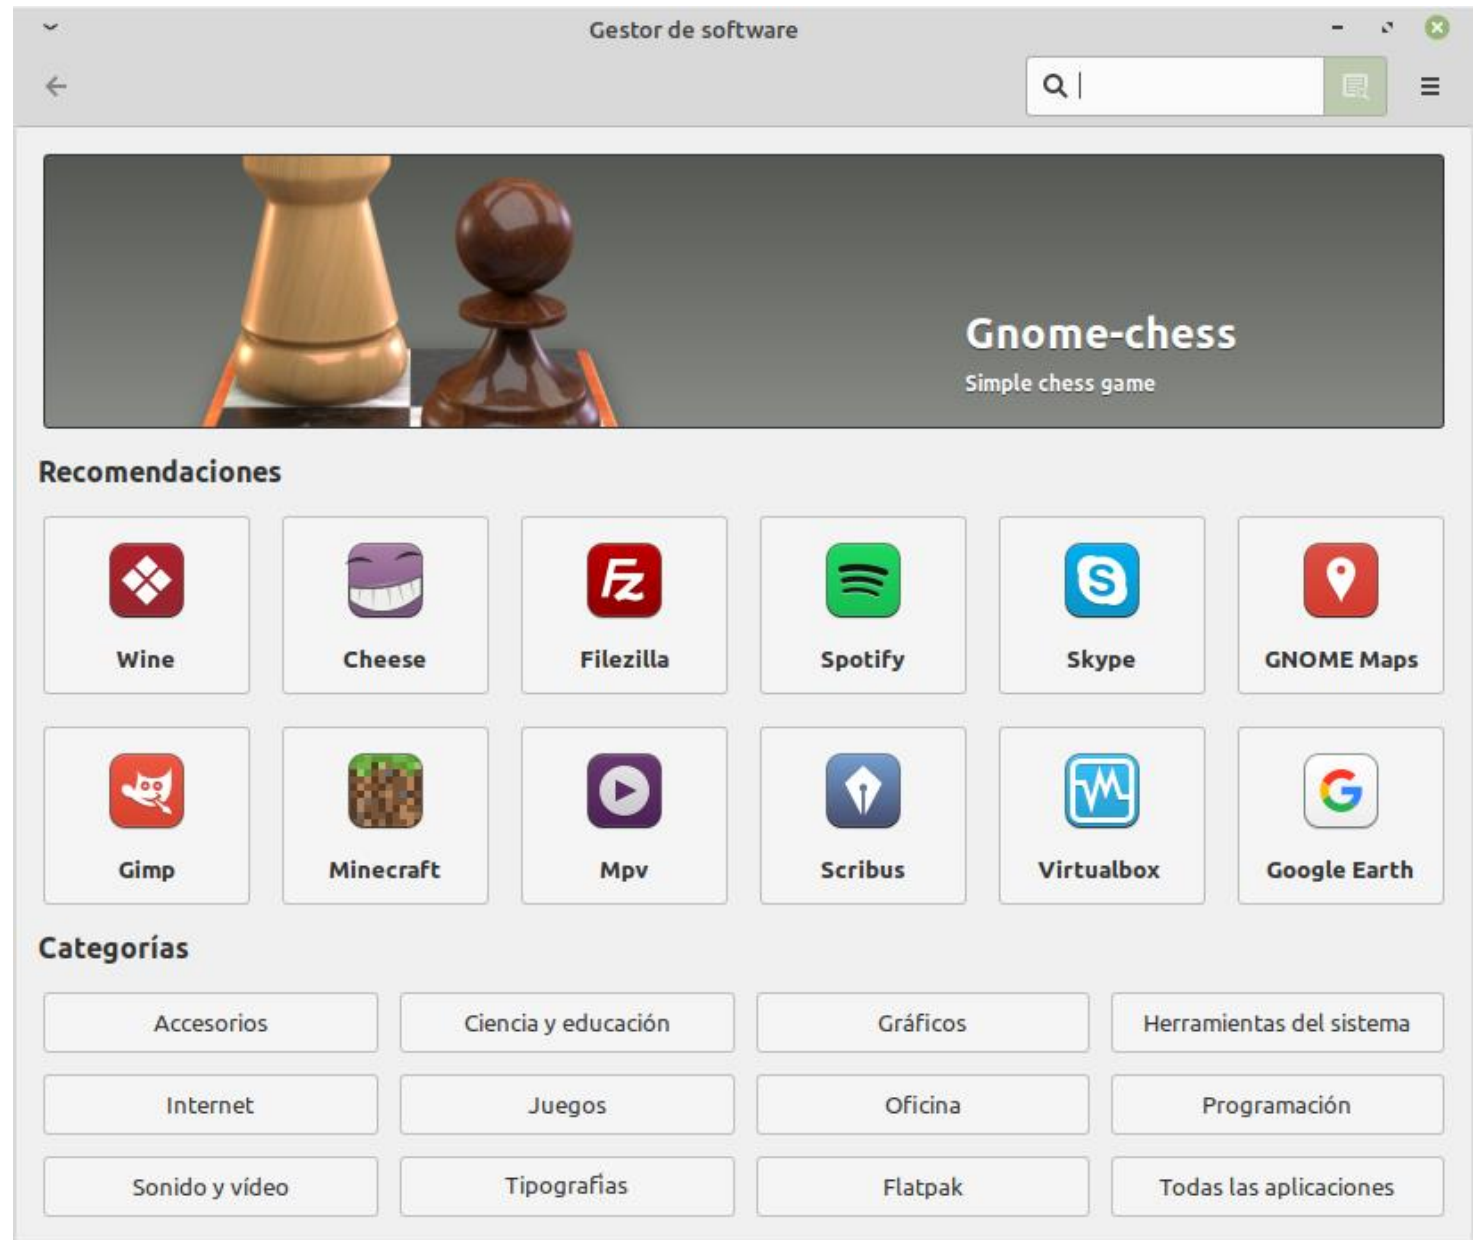 Gestor de software
Gnome-chess
Simple chess game
Recomendaciones
Wine Cheese Filezilla Spotify Skype GNOME Maps
Gimp Minecraft Mpv Scribus Virtualbox Google Earth
Categorías
Accesorios Ciencia y educación Gráficos Herramientas del sistema
Internet Juegos Oficina Programación
Sonido y vídeo Tipografías Flatpak Todas las aplicaciones